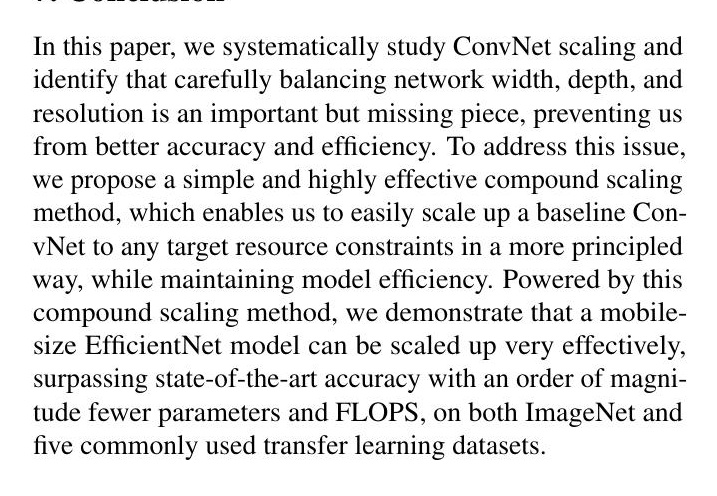 In this paper, we systematically study ConvNet scaling and
identify that carefully balancing network width, depth, and
resolution is an important but missing piece, preventing us
from better accuracy and efficiency. To address this issue,
we propose a simple and highly effective compound scaling
method, which enables us to easily scale up a baseline Con-
vNet to any target resource constraints in a more principled
way, while maintaining model efficiency. Powered by this
compound scaling method, we demonstrate that a mobile-
size EfficientNet model can be scaled up very effectively,
surpassing state-of-the-art accuracy with an order of magni-
tude fewer parameters and FLOPS, on both ImageNet and
five commonly used transfer learning datasets.